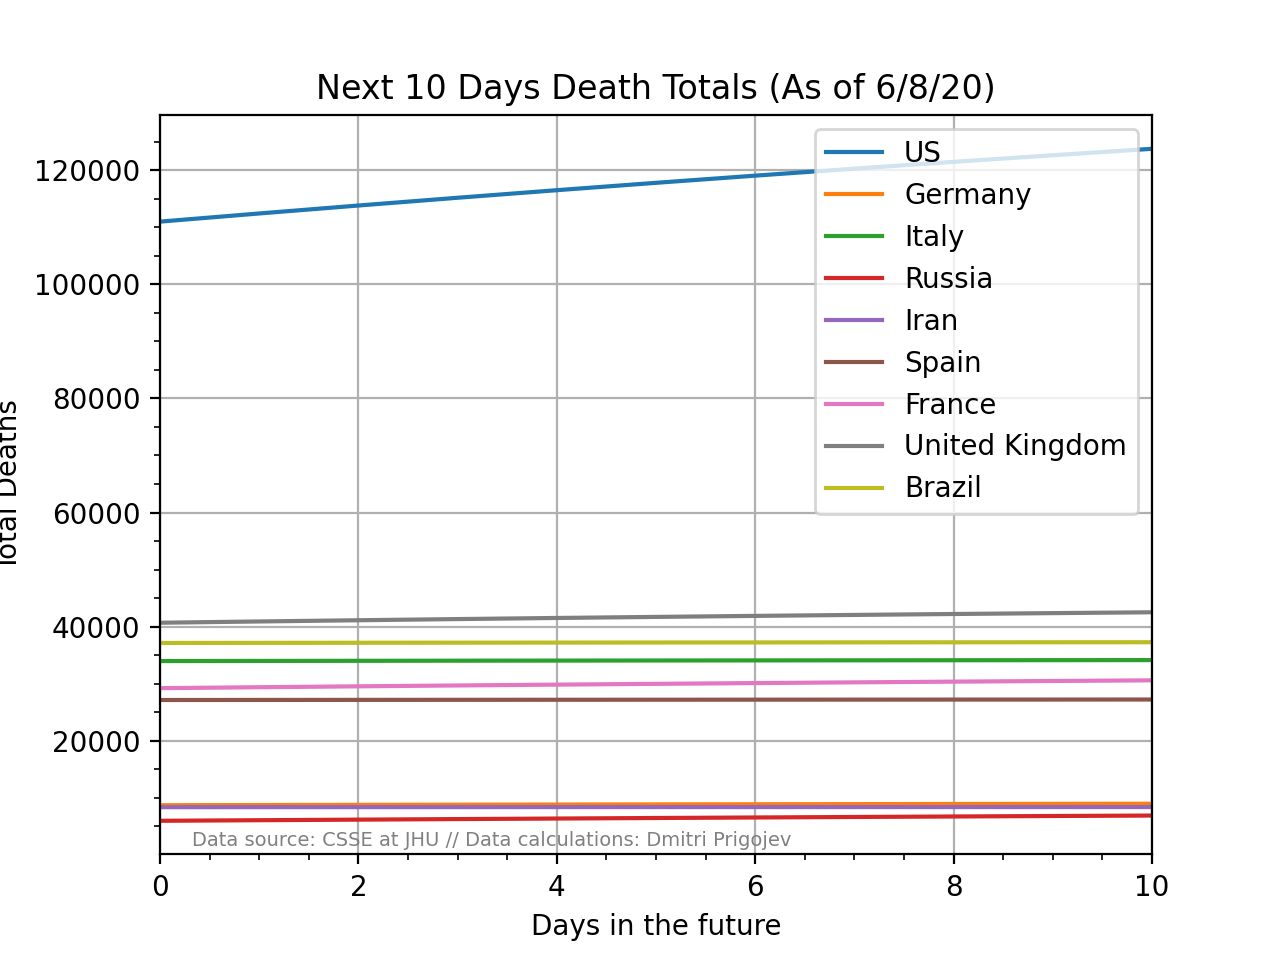 Next 10 Days Death Totals (As of 6/8/20)
Total Deaths
120000
100000
80000
60000
40000
20000
US
Germany
Italy
Russia
Iran
Spain
France
United Kingdom
Brazil
Data source: CSSE at JHU // Data calculations: Dmitri Prigojev
0 2 4 6 8 10
Days in the future